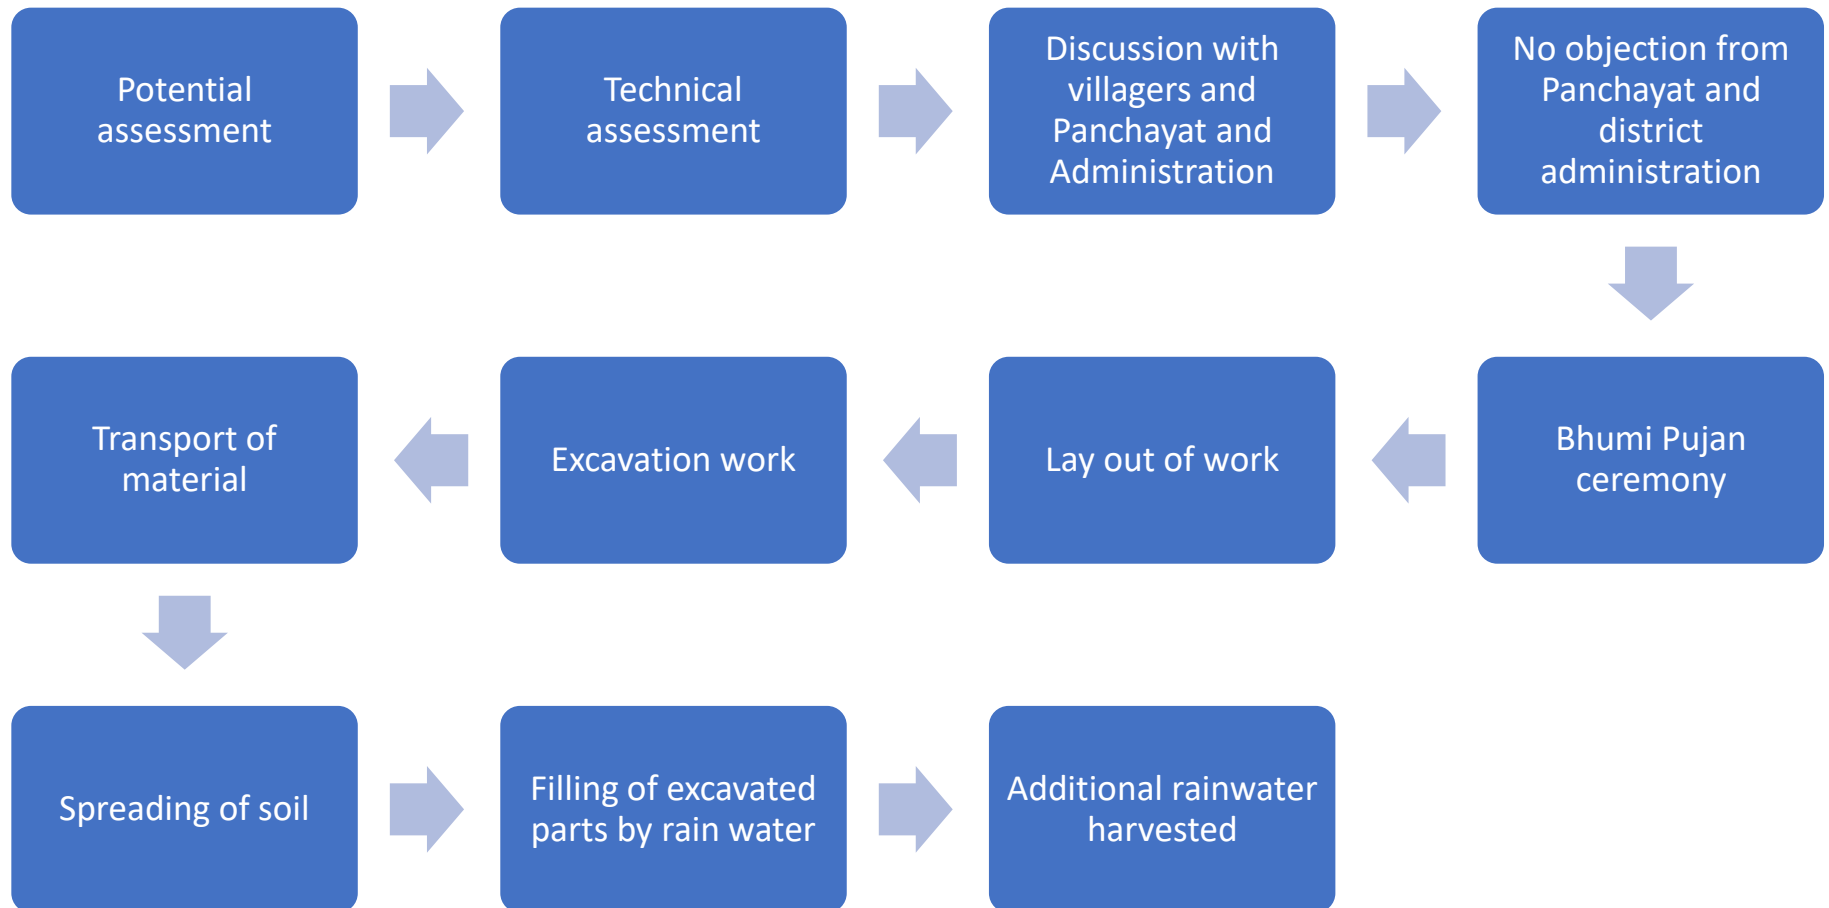 Potential
assessment
Technical
assessment
Discussion with
villagers and
Panchayat and
Administration
No objection from
Panchayat and
district
administration
Bhumi Pujan
ceremony
Lay out of work
Excavation work
Transport of
material
Spreading of soil
Filling of excavated
parts by rain water
Additional rainwater
harvested